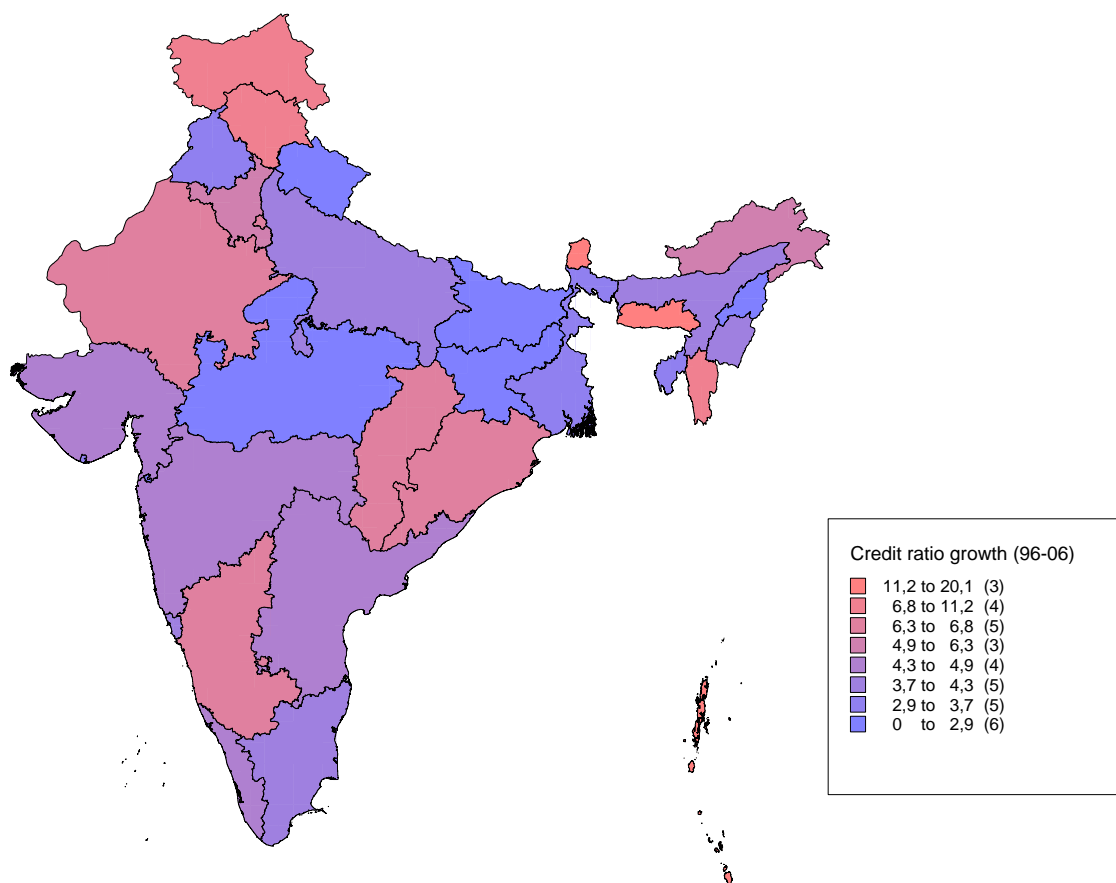 Credit ratio growth (96-06)
11,2 to 20,1 (3)
6,8 to 11,2 (4)
6,3 to 6,8 (5)
4,9 to 6,3 (3)
4,3 to 4,9 (4)
3,7 to 4,3 (5)
2,9 to 3,7 (5)
0 to 2,9 (6)